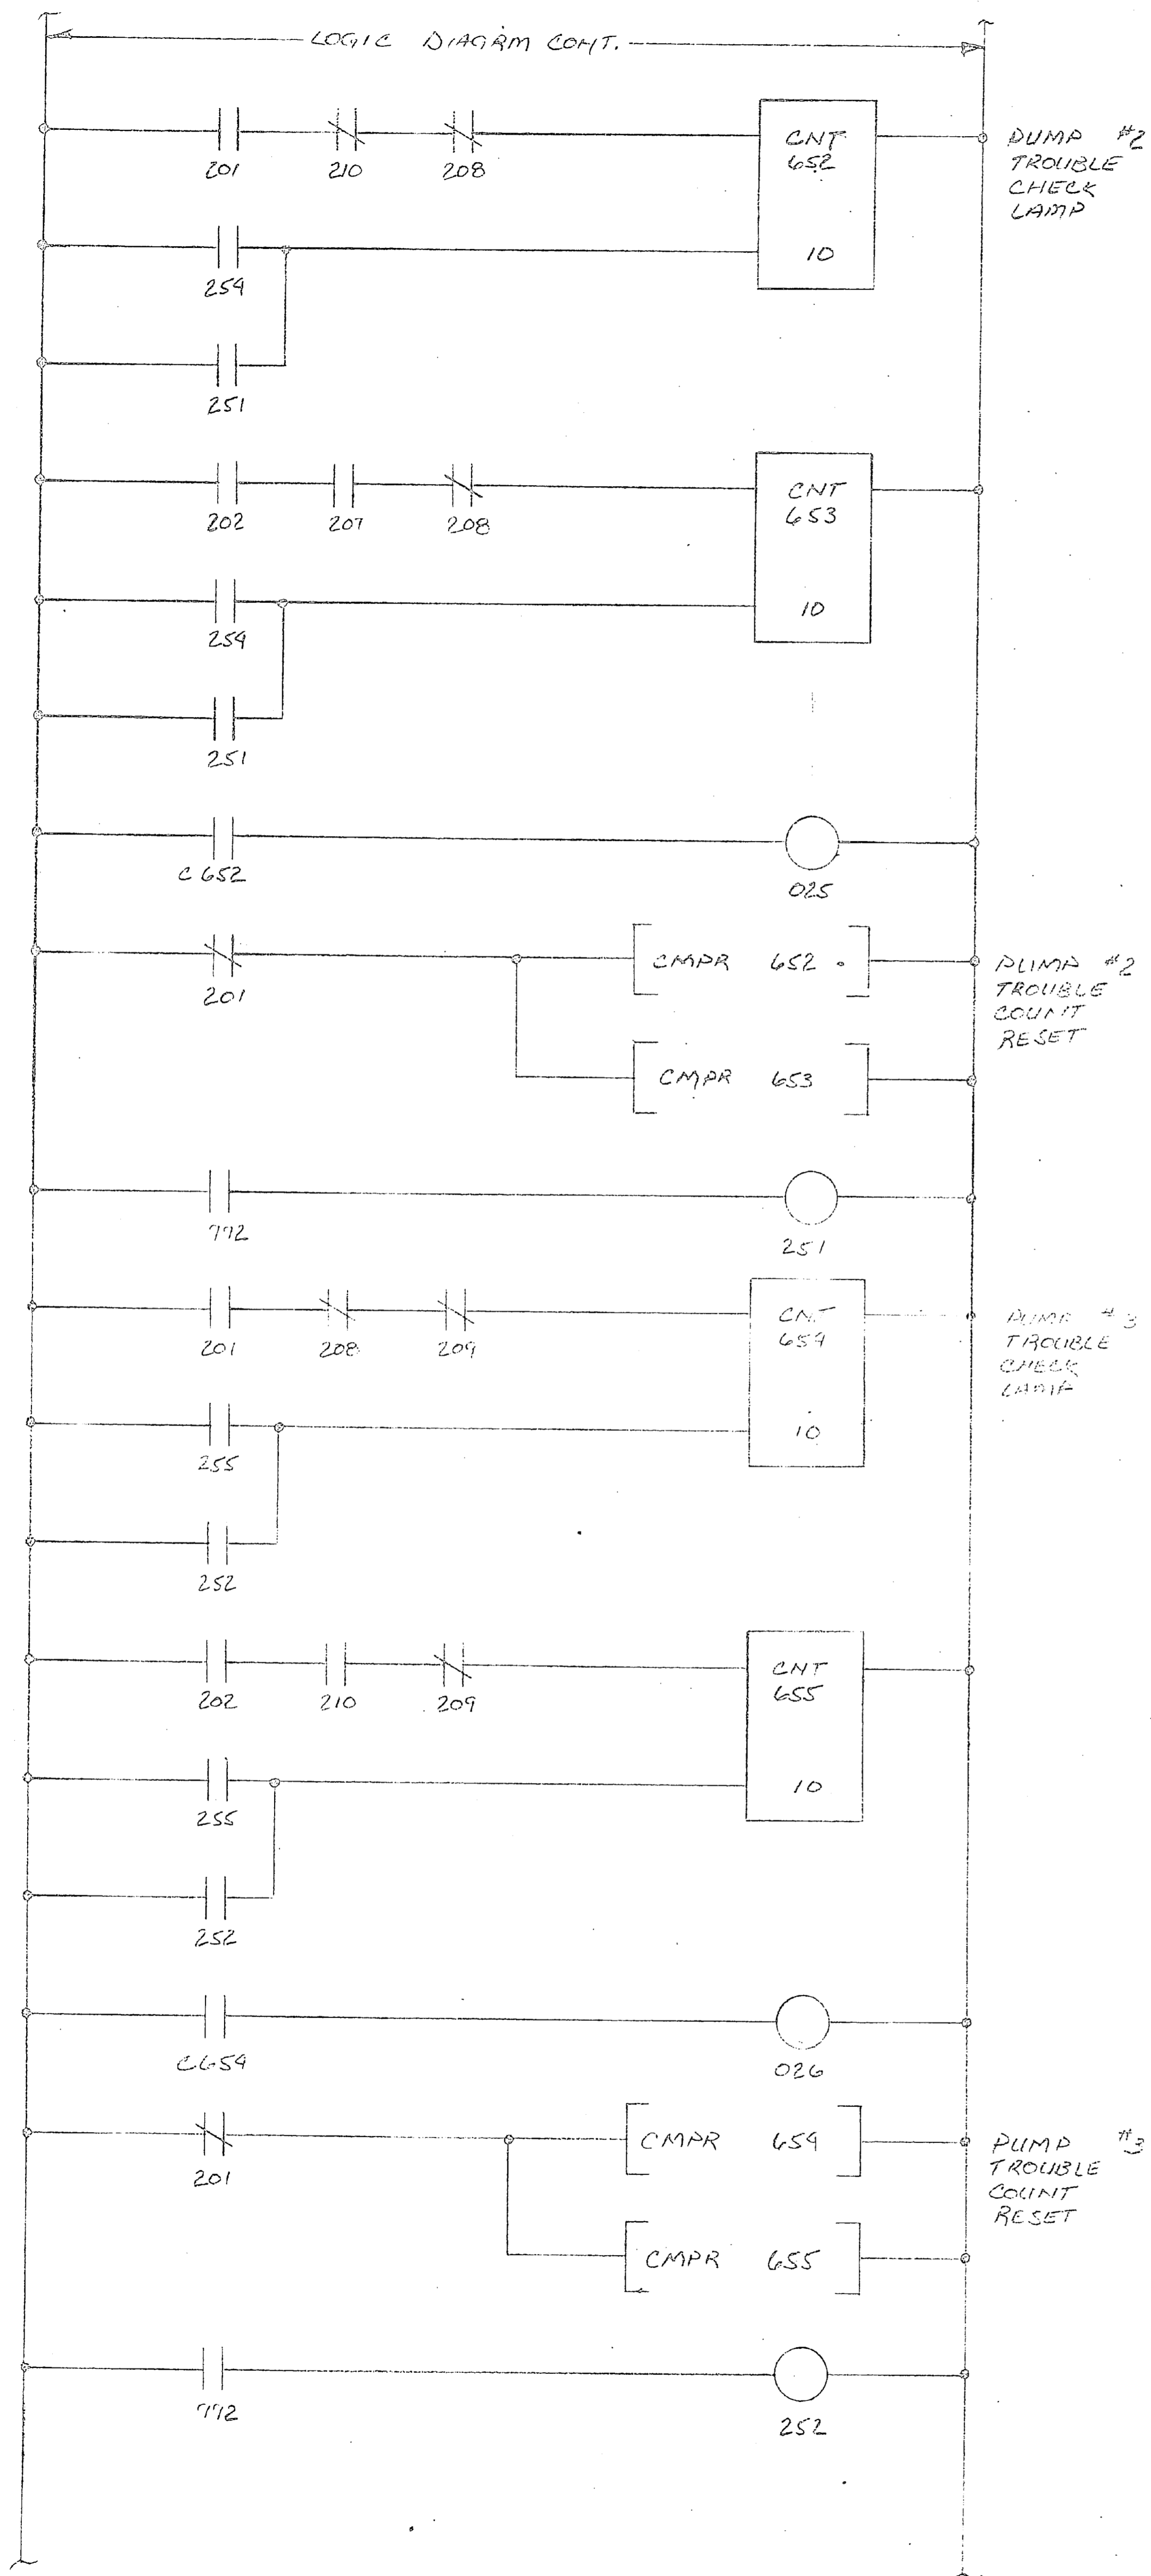 LOGIC DIAGRM CONT.
201 210 208
CNT
652
10
PUMP #2
TROUBLE
CHECK
LAMP
254
251
202 207 208
CNT
653
10
254
251
C652
025
201
CMPR 652
CMPR 653
PUMP #2
TROUBLE
COUNT
RESET
772
251
201 208 209
CNT
654
10
PUMP #3
TROUBLE
CHECK
LAMP
255
252
202 210 209
CNT
655
10
255
252
C654
026
201
CMPR 654
CMPR 655
PUMP #3
TROUBLE
COUNT
RESET
772
252